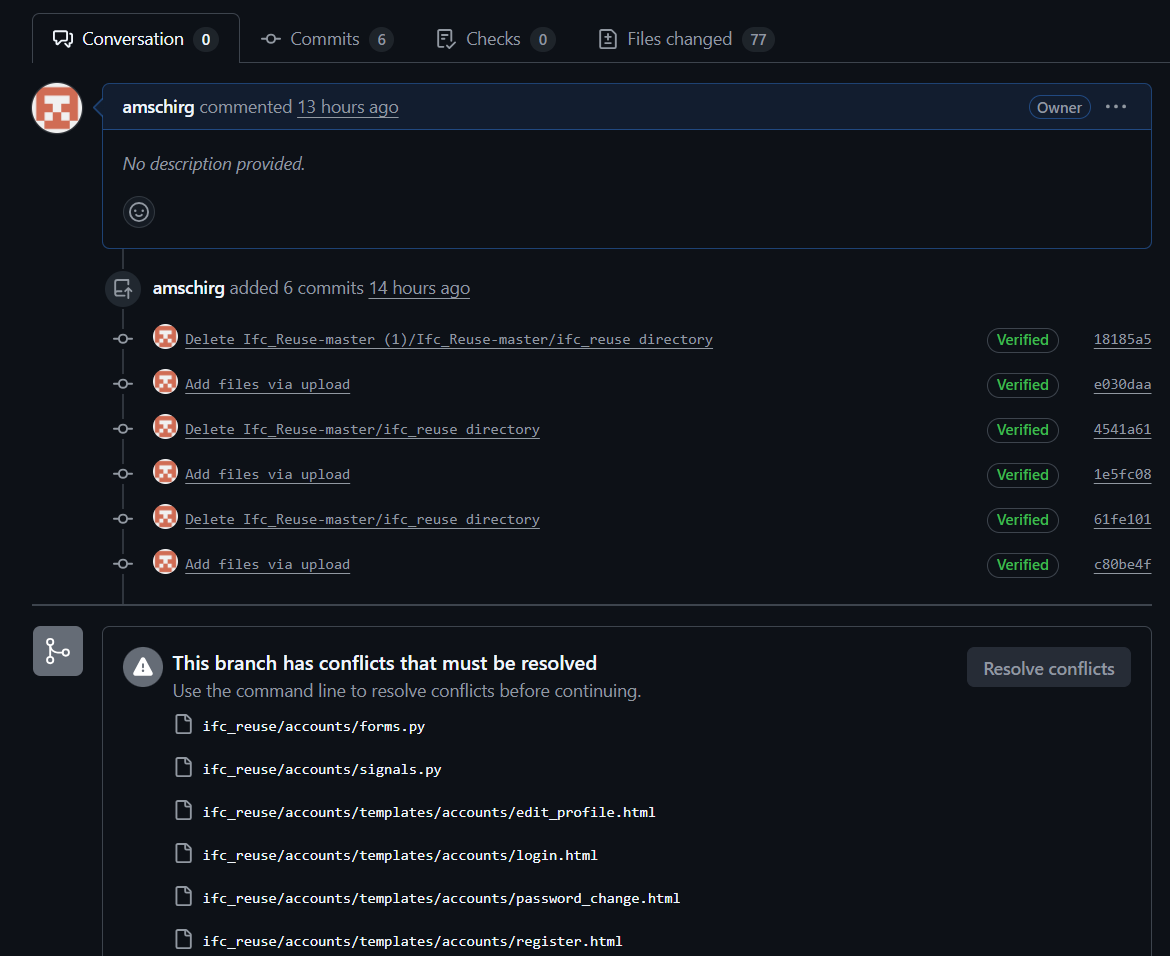 Conversation 0 Commits 6 Checks 0 Files changed 77
amschirg commented 13 hours ago Owner
No description provided.
amschirg added 6 commits 14 hours ago
Delete Ifc_Reuse-master (1)/Ifc_Reuse-master/ifc_reuse directory Verified 18185a5
Add files via upload Verified e030daa
Delete Ifc_Reuse-master/ifc_reuse directory Verified 4541a61
Add files via upload Verified 1e5fc08
Delete Ifc_Reuse-master/ifc_reuse directory Verified 61fe101
Add files via upload Verified c80be4f
This branch has conflicts that must be resolved Resolve conflicts
Use the command line to resolve conflicts before continuing.
ifc_reuse/accounts/forms.py
ifc_reuse/accounts/signals.py
ifc_reuse/accounts/templates/accounts/edit_profile.html
ifc_reuse/accounts/templates/accounts/login.html
ifc_reuse/accounts/templates/accounts/password_change.html
ifc_reuse/accounts/templates/accounts/register.html